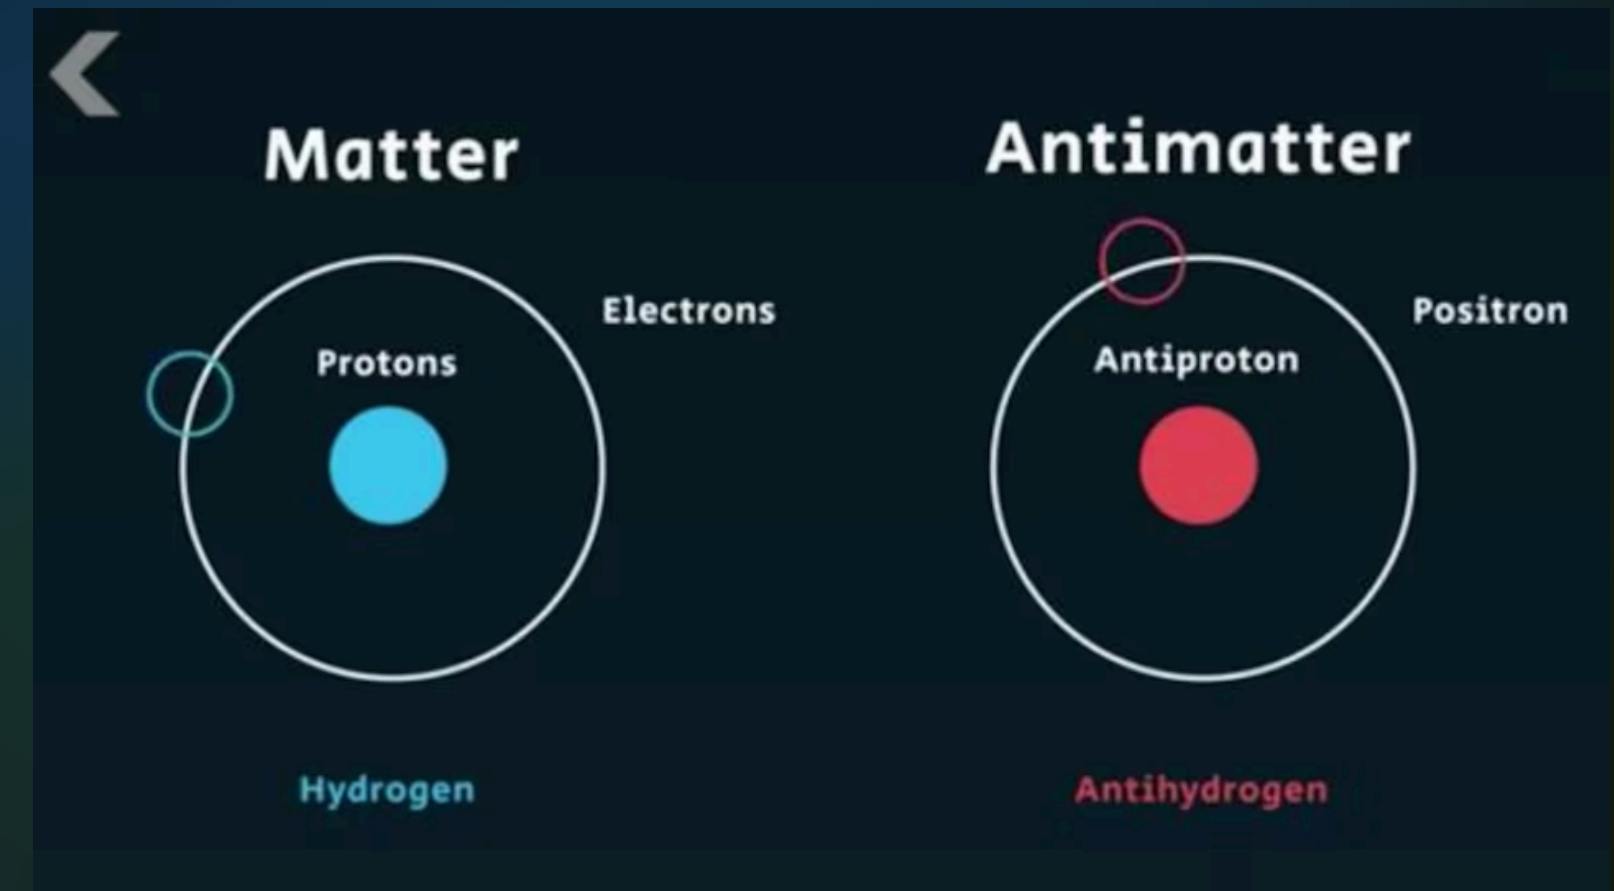 Matter
Antimatter
Electrons
Positron
Protons
Antiproton
Hydrogen
Antihydrogen